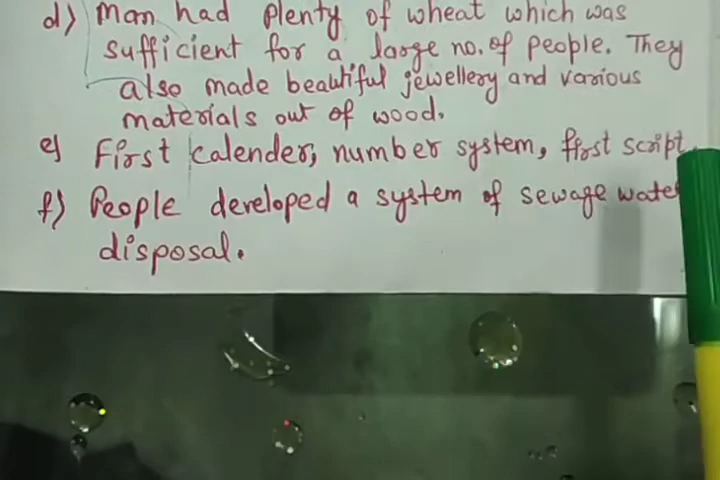 d) Man had plenty of wheat which was
sufficient for a large no. of people. They
also made beautiful jewellery and various
materials out of wood.
e) First calender, number system, first script
f) People developed a system of sewage water
disposal.